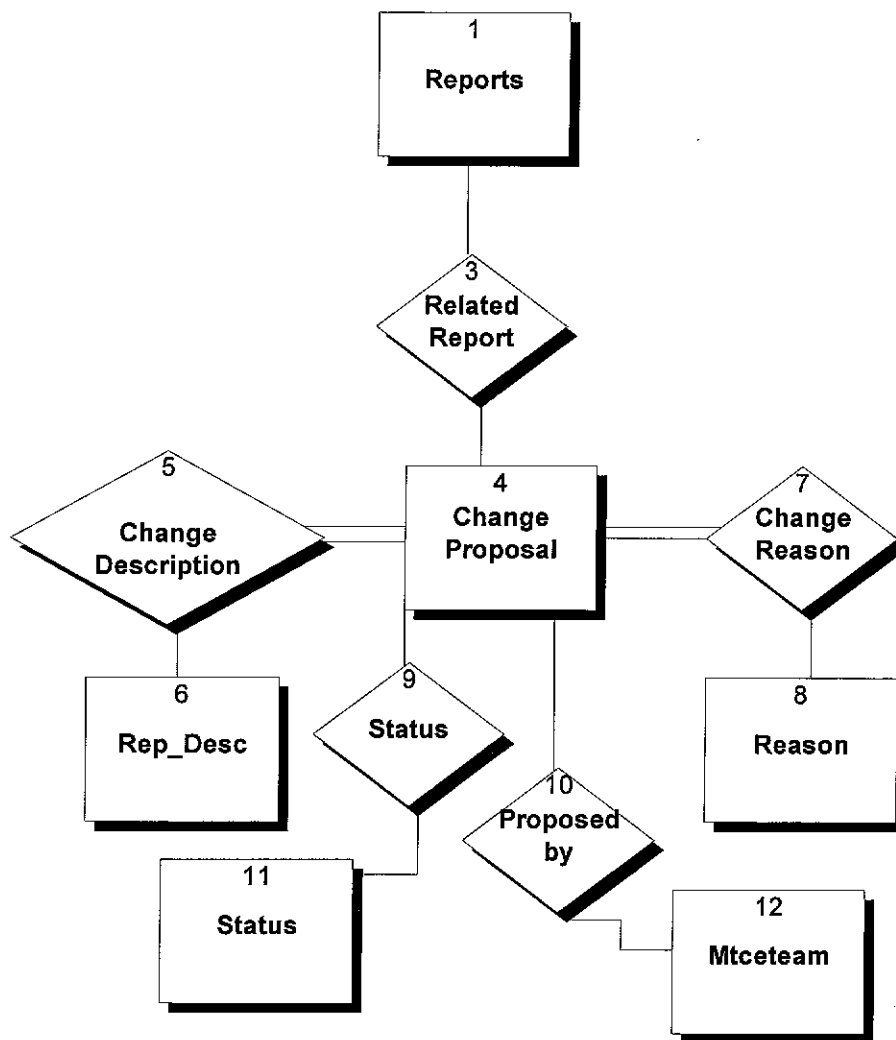 1
Reports
3
Related
Report
5
Change
Description
4
Change
Proposal
7
Change
Reason
6
Rep_Desc
9
Status
8
Reason
10
Proposed
by
11
Status
12
Mtceteam